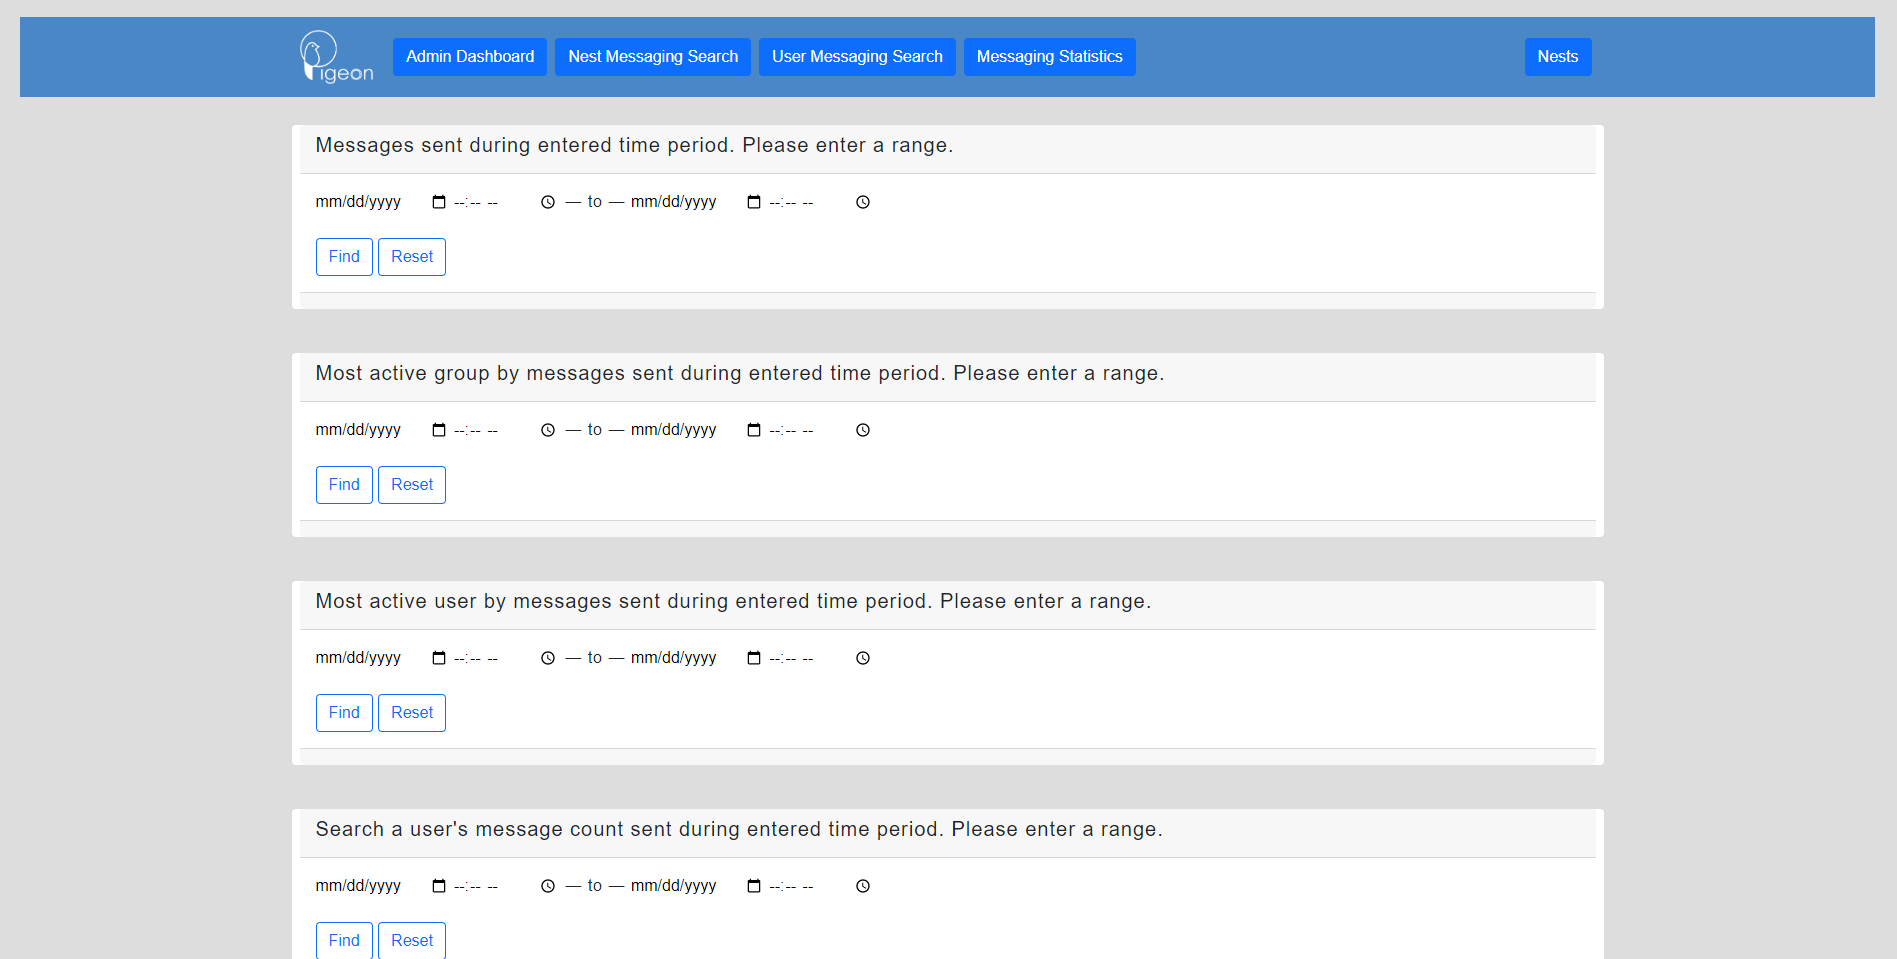 Pigeon Admin Dashboard Nest Messaging Search User Messaging Search Messaging Statistics Nests
Messages sent during entered time period. Please enter a range.
mm/dd/yyyy --:-- -- — to — mm/dd/yyyy --:-- --
Find Reset
Most active group by messages sent during entered time period. Please enter a range.
mm/dd/yyyy --:-- -- — to — mm/dd/yyyy --:-- --
Find Reset
Most active user by messages sent during entered time period. Please enter a range.
mm/dd/yyyy --:-- -- — to — mm/dd/yyyy --:-- --
Find Reset
Search a user's message count sent during entered time period. Please enter a range.
mm/dd/yyyy --:-- -- — to — mm/dd/yyyy --:-- --
Find Reset